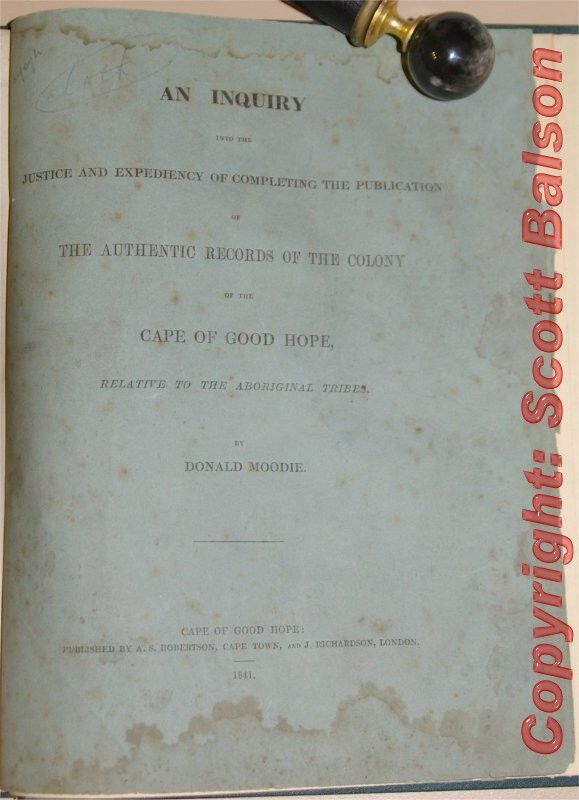 AN INQUIRY
INTO THE
JUSTICE AND EXPEDIENCY OF COMPLETING THE PUBLICATION
OF
THE AUTHENTIC RECORDS OF THE COLONY
OF THE
CAPE OF GOOD HOPE,
RELATIVE TO THE ABORIGINAL TRIBES.
BY
DONALD MOODIE.
CAPE OF GOOD HOPE:
PUBLISHED BY A. S. ROBERTSON, CAPE TOWN, AND J. RICHARDSON, LONDON.
1841.
Copyright: Scott Balson